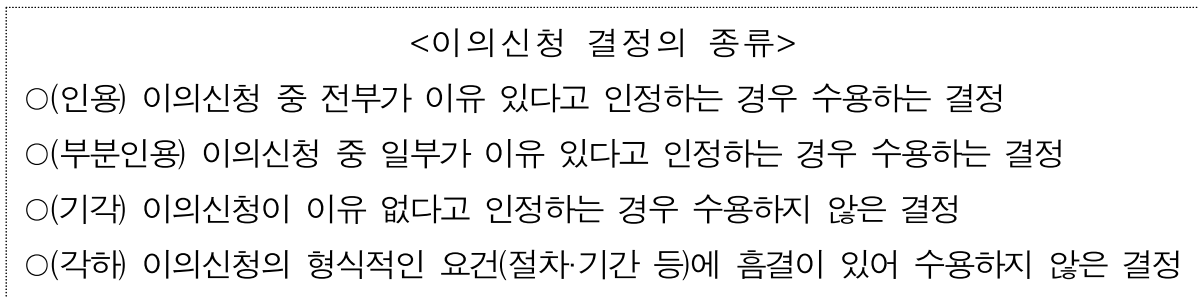 <이의신청 결정의 종류>
○(인용) 이의신청 중 전부가 이유 있다고 인정하는 경우 수용하는 결정
○(부분인용) 이의신청 중 일부가 이유 있다고 인정하는 경우 수용하는 결정
○(기각) 이의신청이 이유 없다고 인정하는 경우 수용하지 않은 결정
○(각하) 이의신청의 형식적인 요건(절차·기간 등)에 흠결이 있어 수용하지 않은 결정